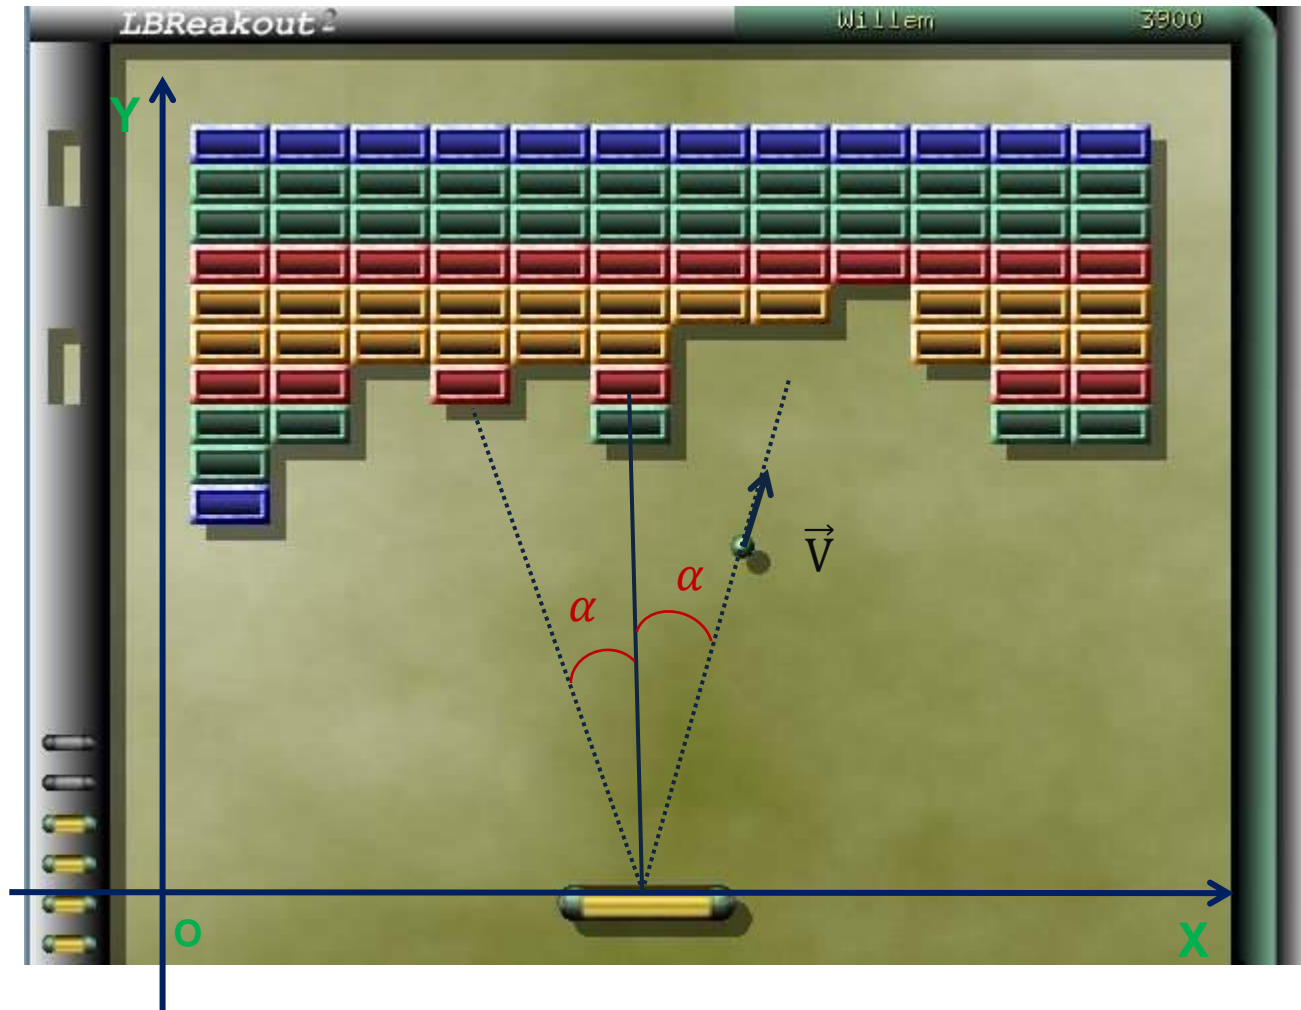 LBReakout2
Willem 3900
Y
V
α
α
O
X